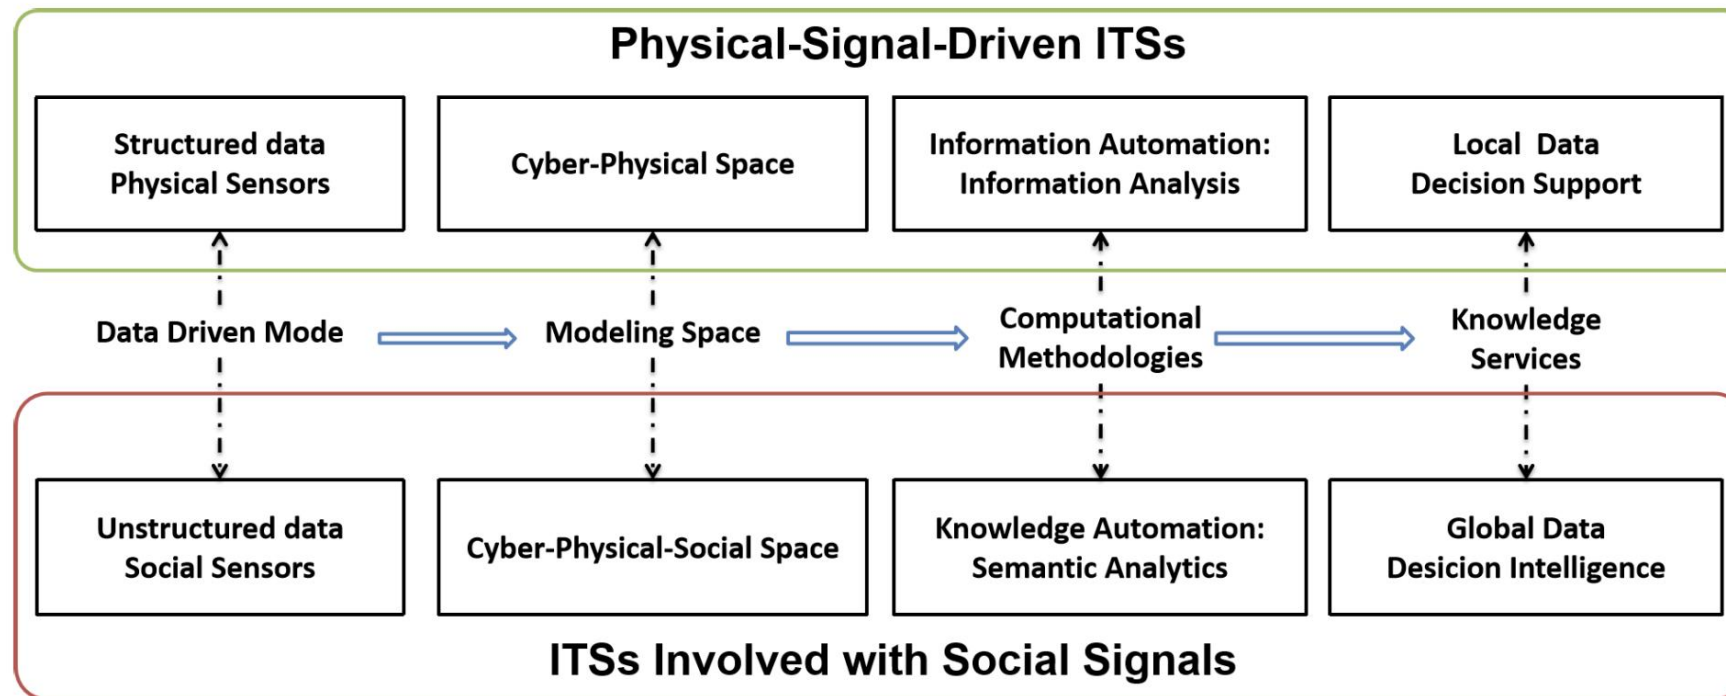 Physical-Signal-Driven ITSs
Structured data
Physical Sensors
Cyber-Physical Space
Information Automation:
Information Analysis
Local Data
Decision Support
Data Driven Mode
Modeling Space
Computational
Methodologies
Knowledge
Services
Unstructured data
Social Sensors
Cyber-Physical-Social Space
Knowledge Automation:
Semantic Analytics
Global Data
Desicion Intelligence
ITSs Involved with Social Signals